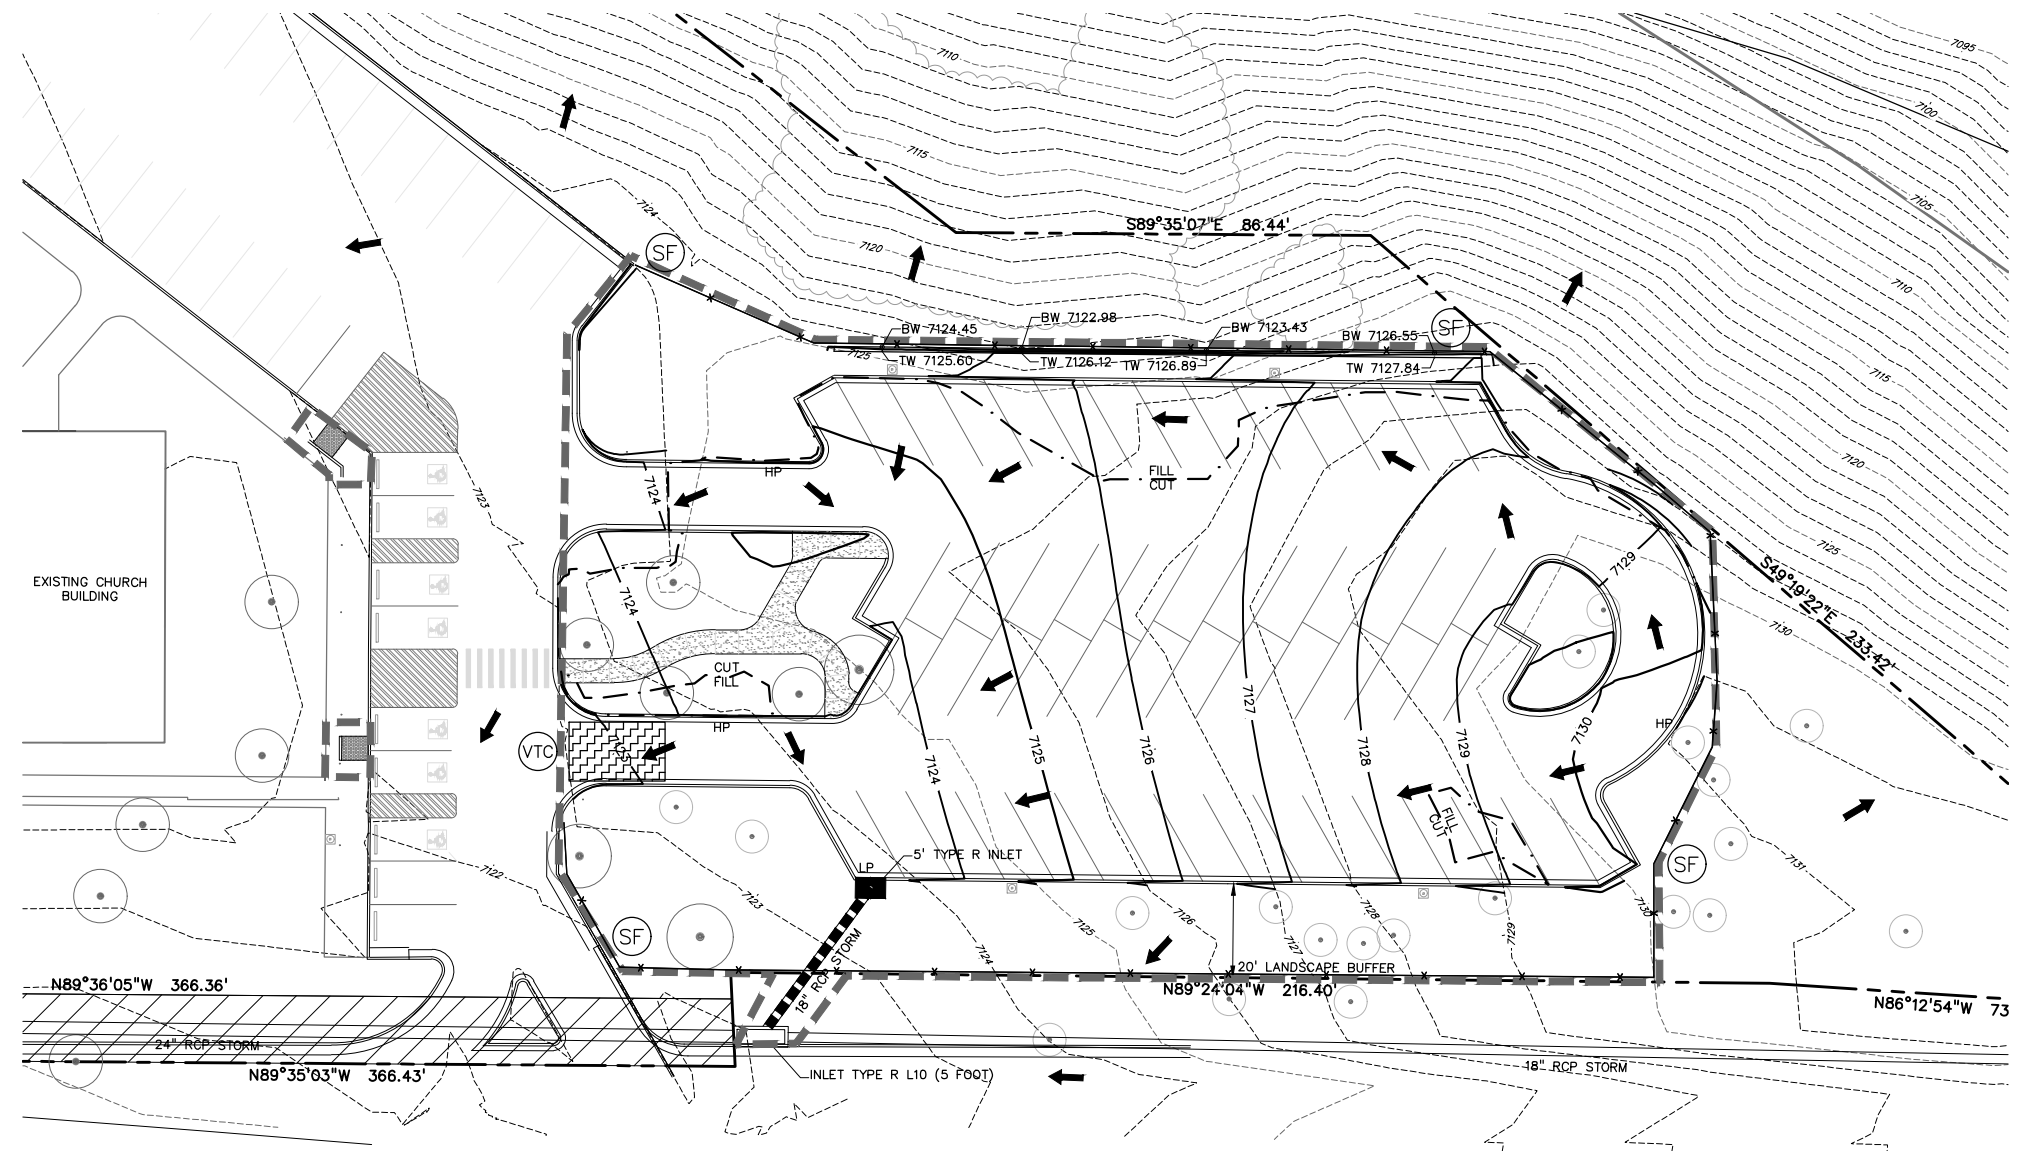 7095
7110
7100
7115
7124
7105
S89°35'07"E 86.44'
7120
SF
7110
BW 7124.45
BW 7122.98
BW 7123.43
BW 7126.55
SF
7125
TW 7125.60
TW 7126.12
TW 7126.89
TW 7127.84
7115
7120
HP
FILL
CUT
7124
7123
7125
EXISTING CHURCH
BUILDING
7124
7129
S49°19'22"E 233.42'
7130
CUT
FILL
HP
HP
VTC
7123
7127
7130
7125
7126
7128
7129
7124
FILL
CUT
5' TYPE R INLET
LP
7122
SF
7131
7123
SF
7124
7125
7126
7127
7128
7129
7130
18" RCP STORM
20' LANDSCAPE BUFFER
N89°24'04"W 216.40'
N89°36'05"W 366.36'
N86°12'54"W 73
24" RCP STORM
N89°35'03"W 366.43'
INLET TYPE R L10 (5 FOOT)
18" RCP STORM